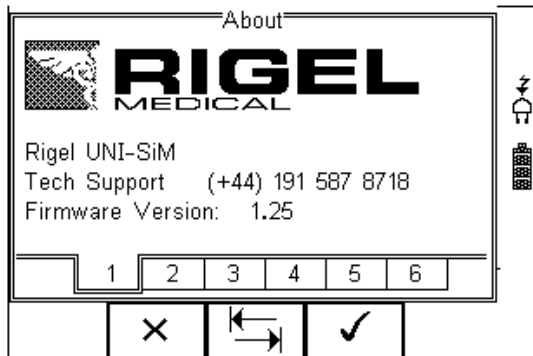 About
RIGEL
MEDICAL
Rigel UNI-SiM
Tech Support (+44) 191 587 8718
Firmware Version: 1.25
1 2 3 4 5 6